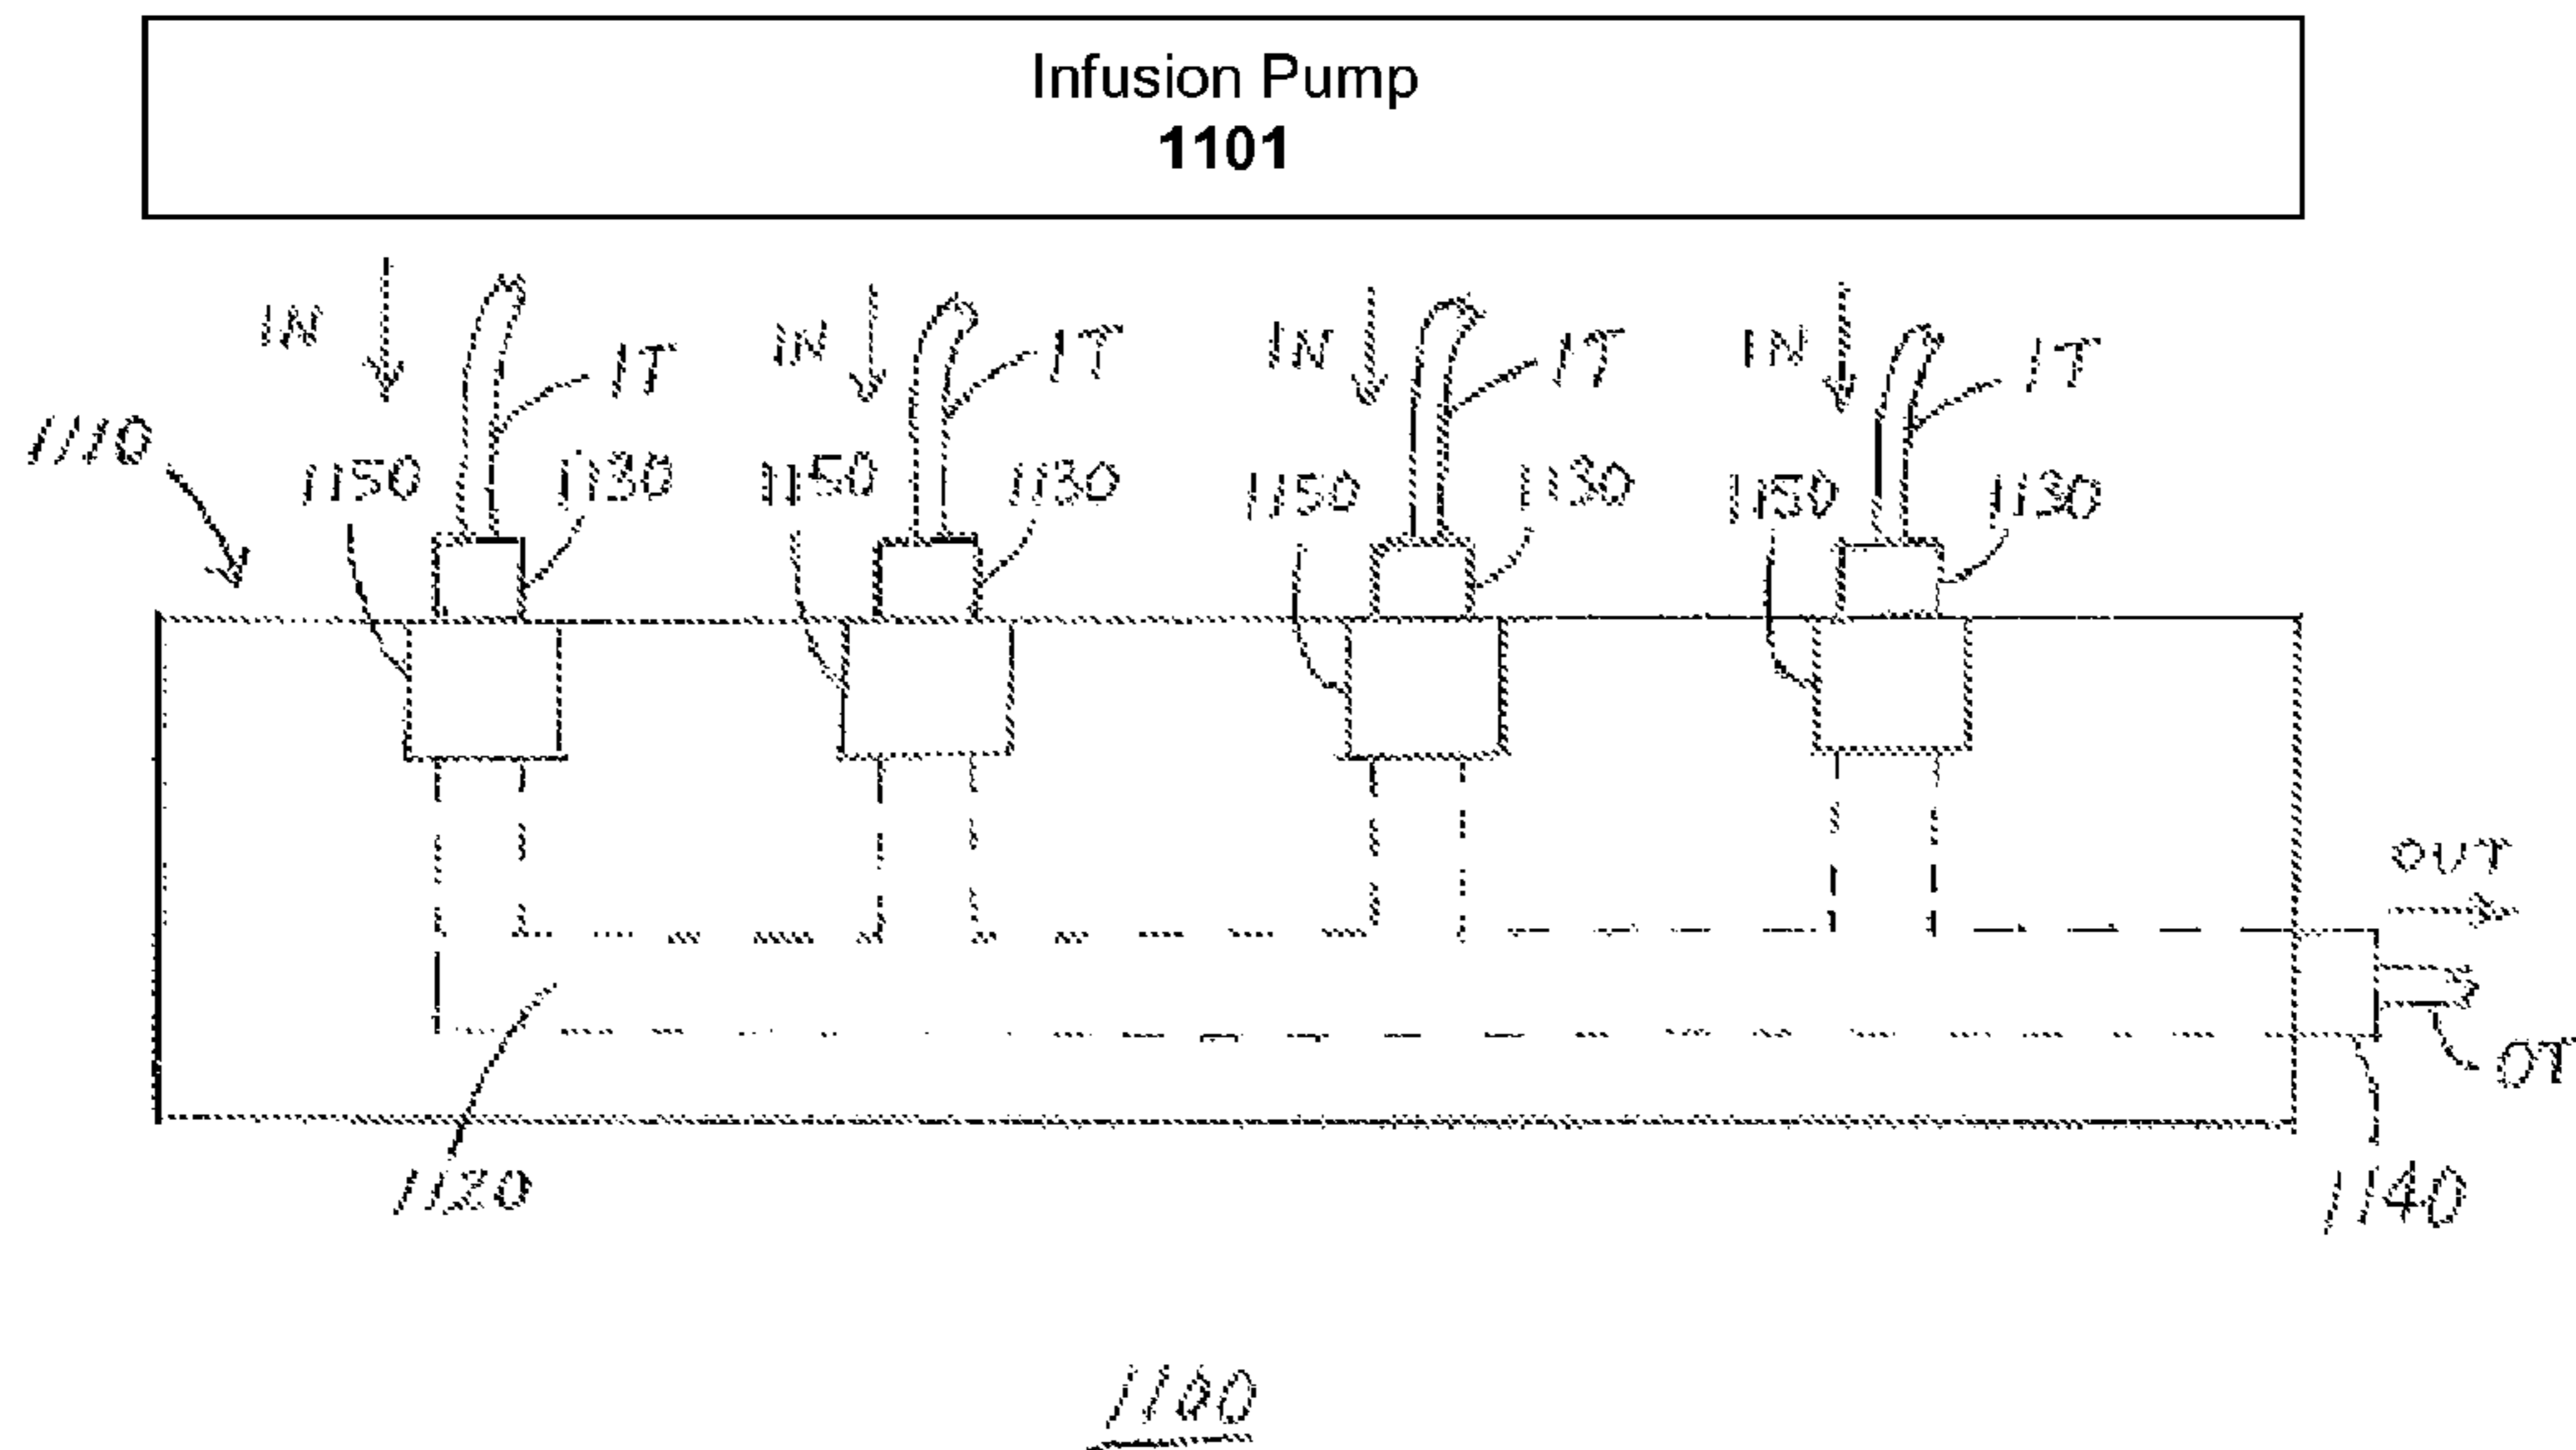 Infusion Pump
1101
IN IT IN IT IN IT IN IT
1110 1150 1130 1150 1130 1150 1130 1150 1130
OUT
OT
1120 1140
1100